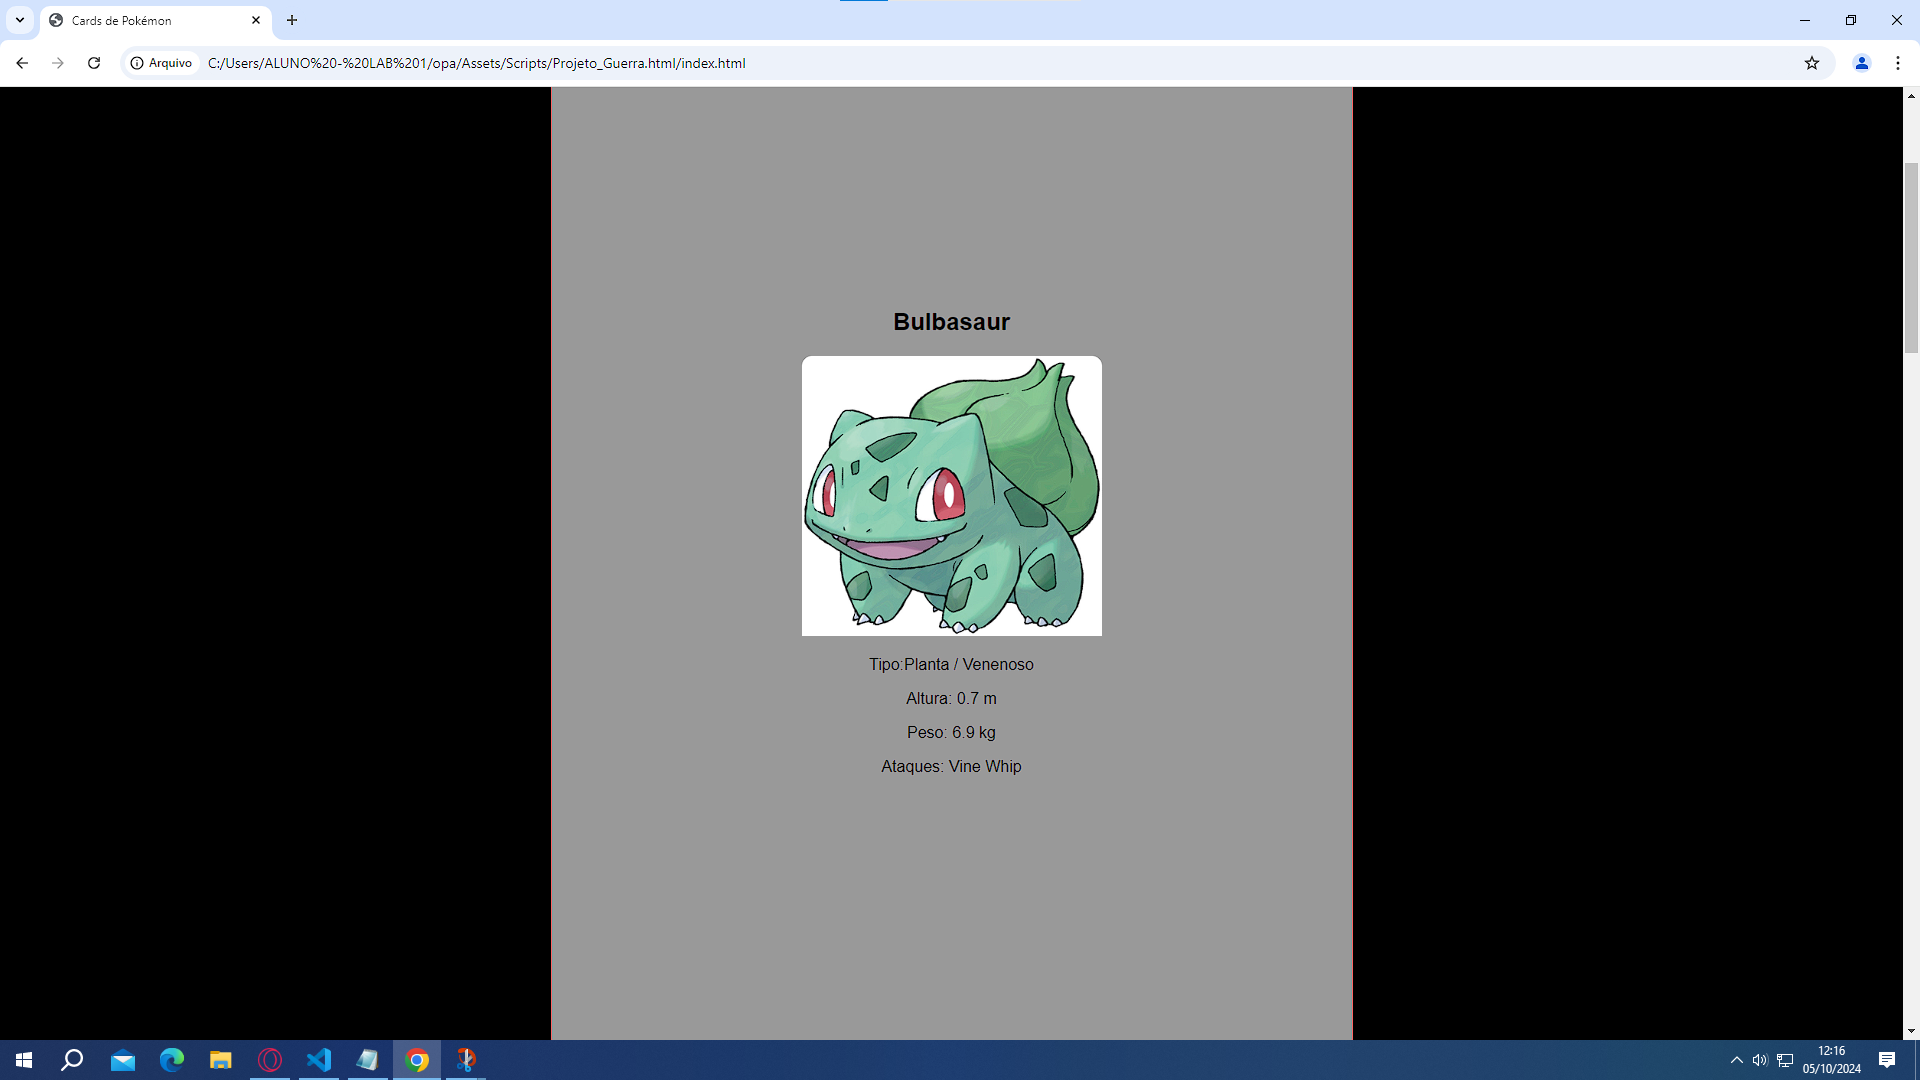 Cards de Pokémon
Arquivo
C:/Users/ALUNO%20-%20LAB%201/opa/Assets/Scripts/Projeto_Guerra.html/index.html
Bulbasaur
Tipo:Planta / Venenoso
Altura: 0.7 m
Peso: 6.9 kg
Ataques: Vine Whip
12:16
05/10/2024